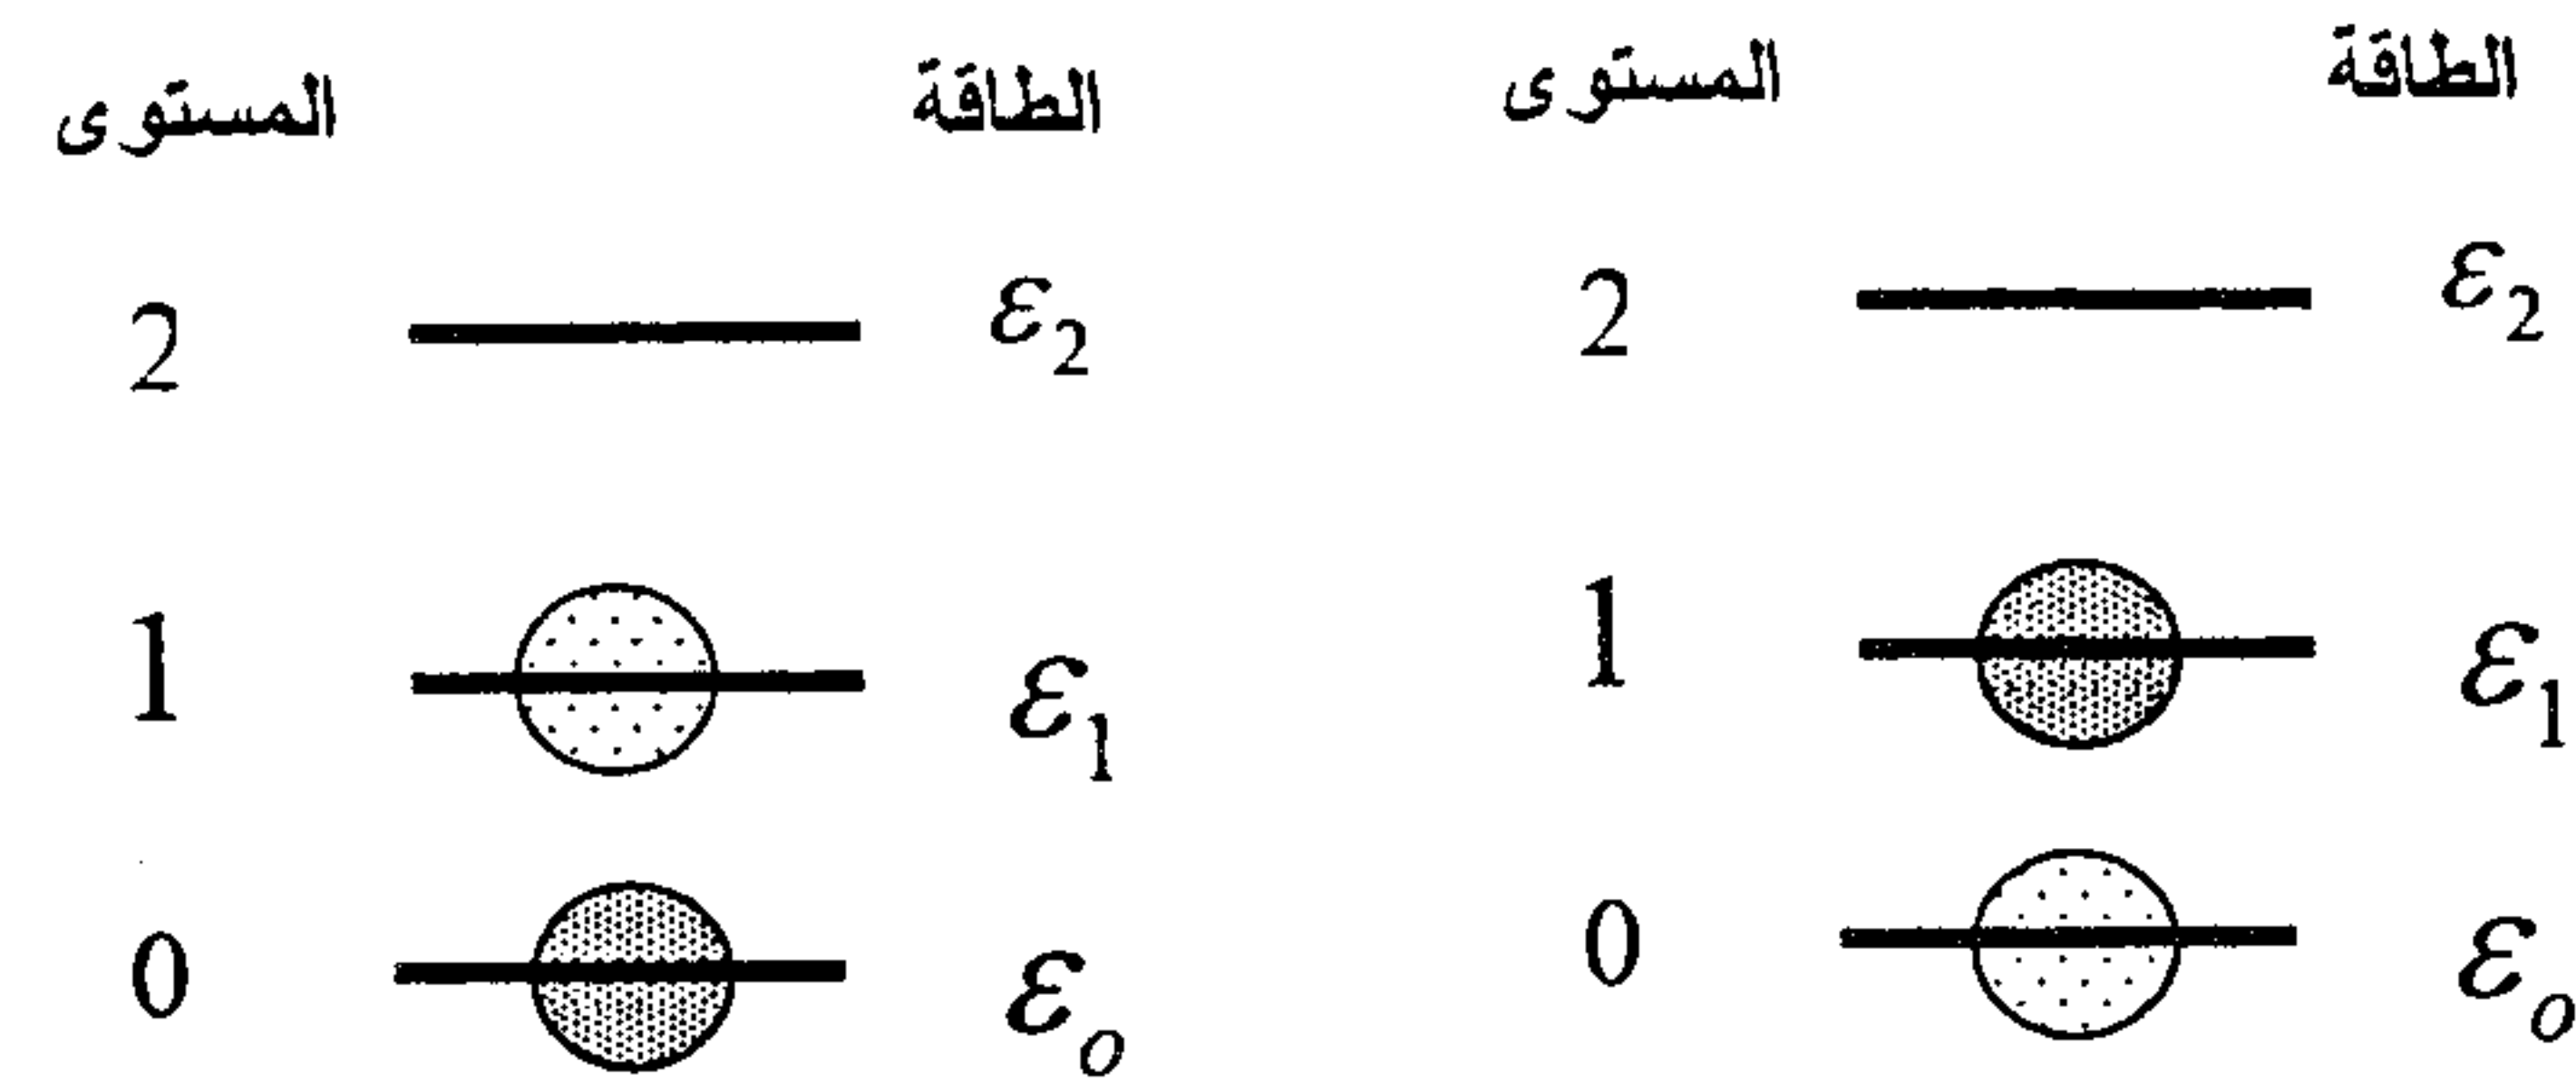 المستوى الطاقة المستوى الطاقة
2 ε₂ 2 ε₂
1 ε₁ 1 ε₁
0 εₒ 0 εₒ